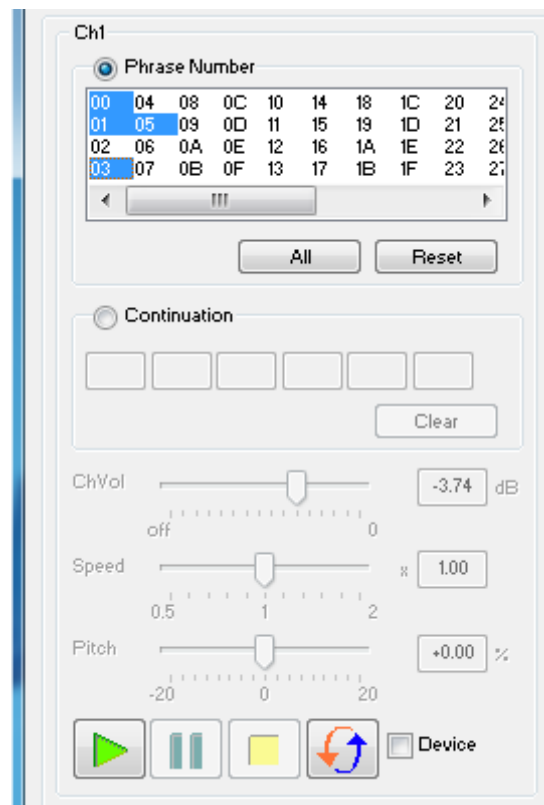 Ch1
Phrase Number
00 04 08 0C 10 14 18 1C 20
01 05 09 0D 11 15 19 1D 21
02 06 0A 0E 12 16 1A 1E 22
03 07 0B 0F 13 17 1B 1F 23
All Reset
Continuation
Clear
ChVol -3.74 dB
off 0
Speed x 1.00
0.5 1 2
Pitch +0.00 %
-20 0 20
Device